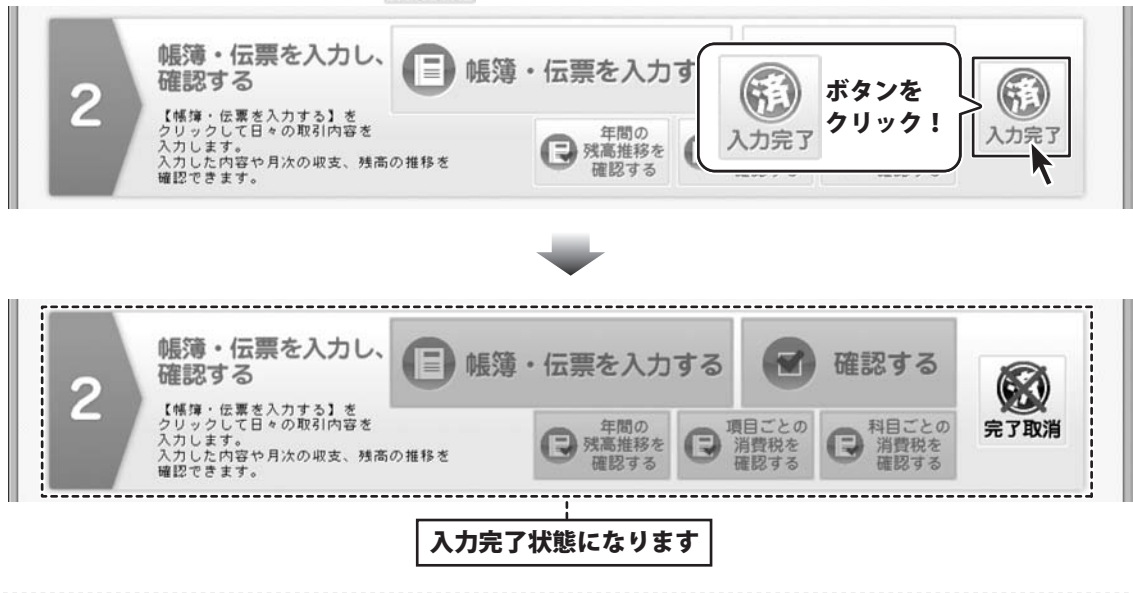 2
帳簿・伝票を入力し、
確認する
【帳簿・伝票を入力する】を
クリックして日々の取引内容を
入力します。
入力した内容や月次の収支、残高の推移を
確認できます。
帳簿・伝票を入力す
年間の
残高推移を
確認する
済
入力完了
ボタンを
クリック！
済
入力完了
2
帳簿・伝票を入力し、
確認する
【帳簿・伝票を入力する】を
クリックして日々の取引内容を
入力します。
入力した内容や月次の収支、残高の推移を
確認できます。
帳簿・伝票を入力する
確認する
年間の
残高推移を
確認する
項目ごとの
消費税を
確認する
科目ごとの
消費税を
確認する
完了取消
入力完了状態になります